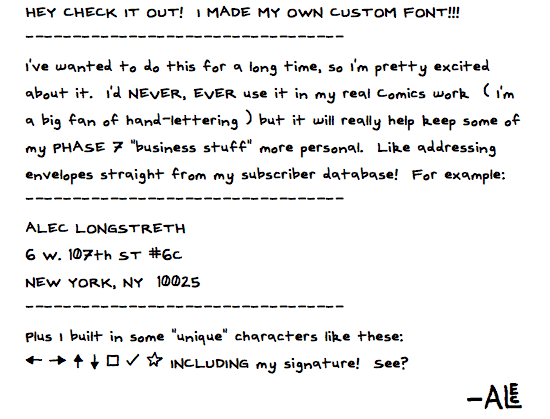 HEY CHECK IT OUT! I MADE MY OWN CUSTOM FONT!!!
----------------------------------
I've wanted to do this for a long time, so I'm pretty excited
about it. I'd NEVER, EVER use it in my real Comics work ( I'm
a big fan of hand-lettering ) but it will really help keep some of
my PHASE 7 "business stuff" more personal. Like addressing
envelopes straight from my subscriber database! For example:
----------------------------------
ALEC LONGSTRETH
6 W. 107th ST #6C
NEW YORK, NY 10025
----------------------------------
Plus I built in some "unique" characters like these:
← → ↑ ↓ □ ✓ ☆ INCLUDING my signature! See?
—ALEC